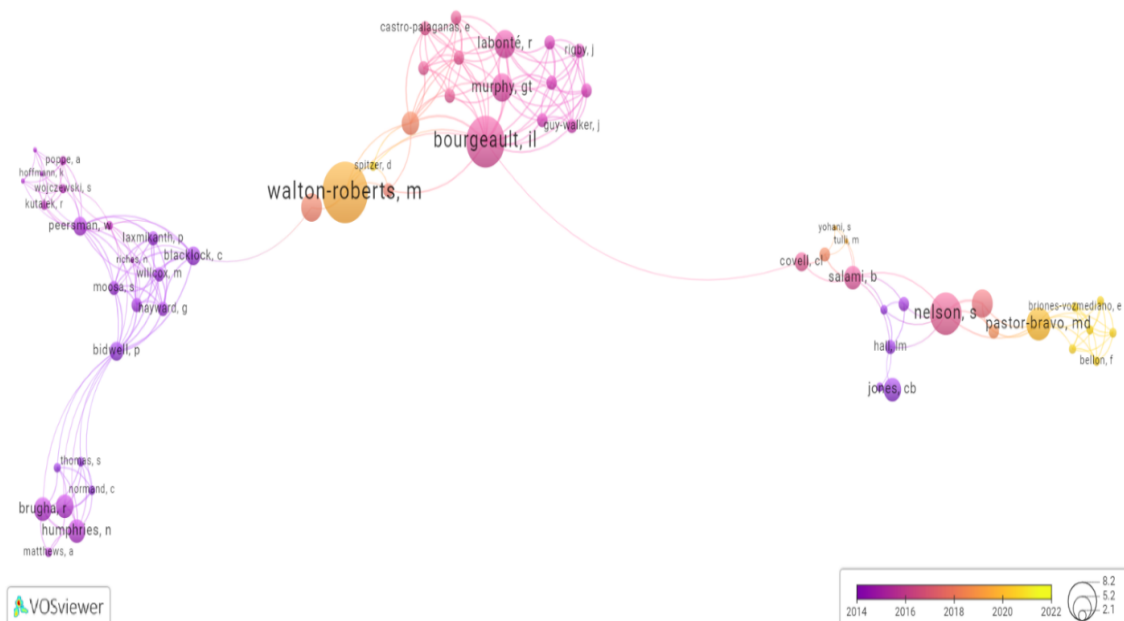 castro-palaganas, e
labonté, r
rigby, j
murphy, gt
guy-walker, j
bourgeault, il
spitzer, d
walton-roberts, m
poppe, a
hoffmann, k
wojczewski, s
kutalek, r
peersman, w
laxmikanth, p
blacklock, c
willcox, m
moosa, s
hayward, g
bidwell, p
thomas, s
normand, c
brugha, r
humphries, n
matthews, a
yohani, s
tulli, m
covell, cl
salami, b
nelson, s
briones-vozmediano, e
pastor-bravo, md
hall, lm
bellon, f
jones, cb
VOSviewer
2014 2016 2018 2020 2022
8.2
5.2
2.1